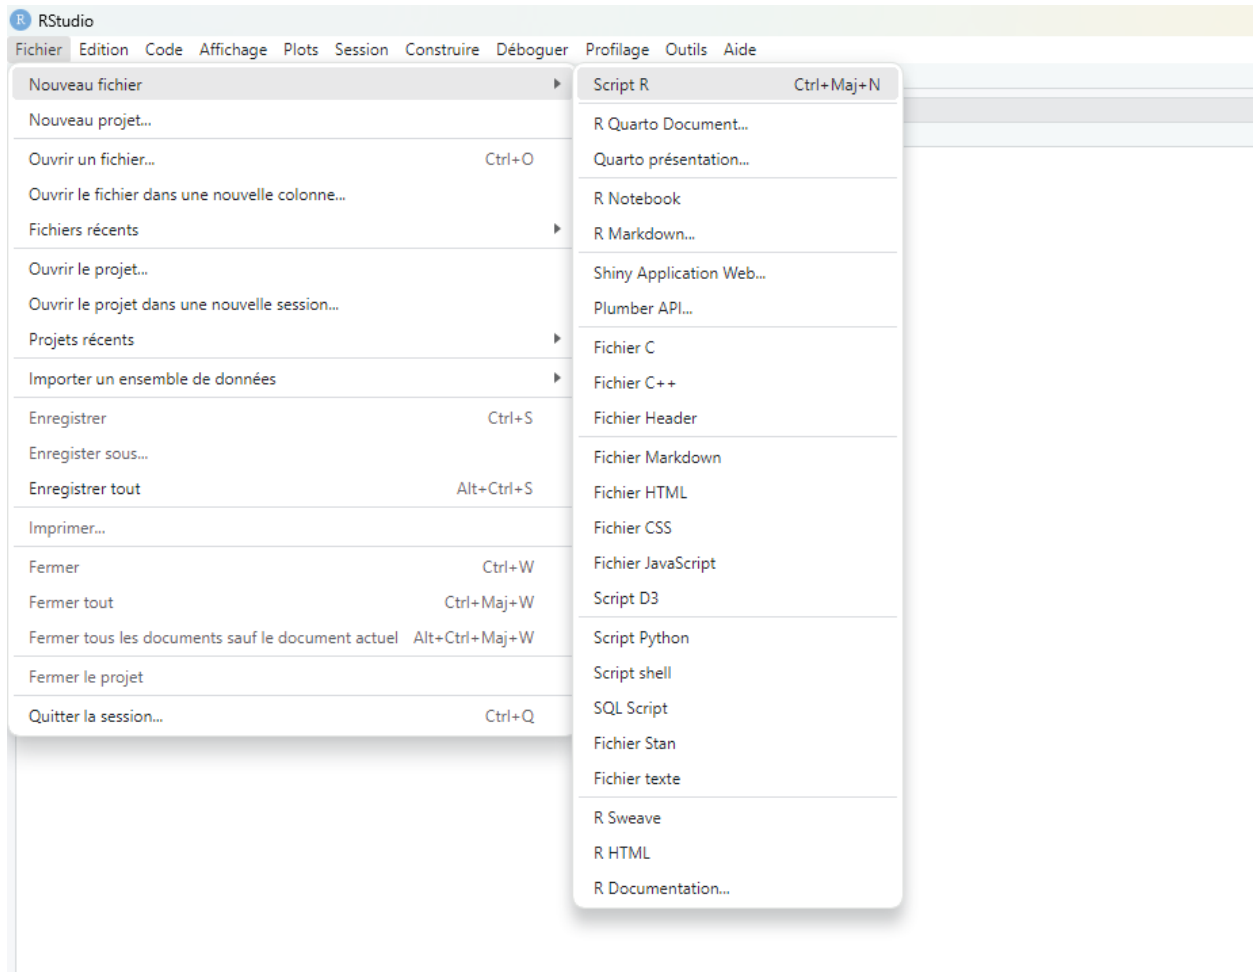 R RStudio
Fichier Edition Code Affichage Plots Session Construire Déboguer Profilage Outils Aide
Nouveau fichier
Nouveau projet...
Ouvrir un fichier... Ctrl+O
Ouvrir le fichier dans une nouvelle colonne...
Fichiers récents
Ouvrir le projet...
Ouvrir le projet dans une nouvelle session...
Projets récents
Importer un ensemble de données
Enregistrer Ctrl+S
Enregister sous...
Enregistrer tout Alt+Ctrl+S
Imprimer...
Fermer Ctrl+W
Fermer tout Ctrl+Maj+W
Fermer tous les documents sauf le document actuel Alt+Ctrl+Maj+W
Fermer le projet
Quitter la session... Ctrl+Q
Script R Ctrl+Maj+N
R Quarto Document...
Quarto présentation...
R Notebook
R Markdown...
Shiny Application Web...
Plumber API...
Fichier C
Fichier C++
Fichier Header
Fichier Markdown
Fichier HTML
Fichier CSS
Fichier JavaScript
Script D3
Script Python
Script shell
SQL Script
Fichier Stan
Fichier texte
R Sweave
R HTML
R Documentation...